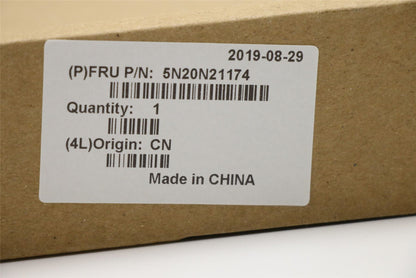 2019-08-29
(P)FRU P/N: 5N20N21174
Quantity: 1
(4L)Origin: CN
Made in CHINA